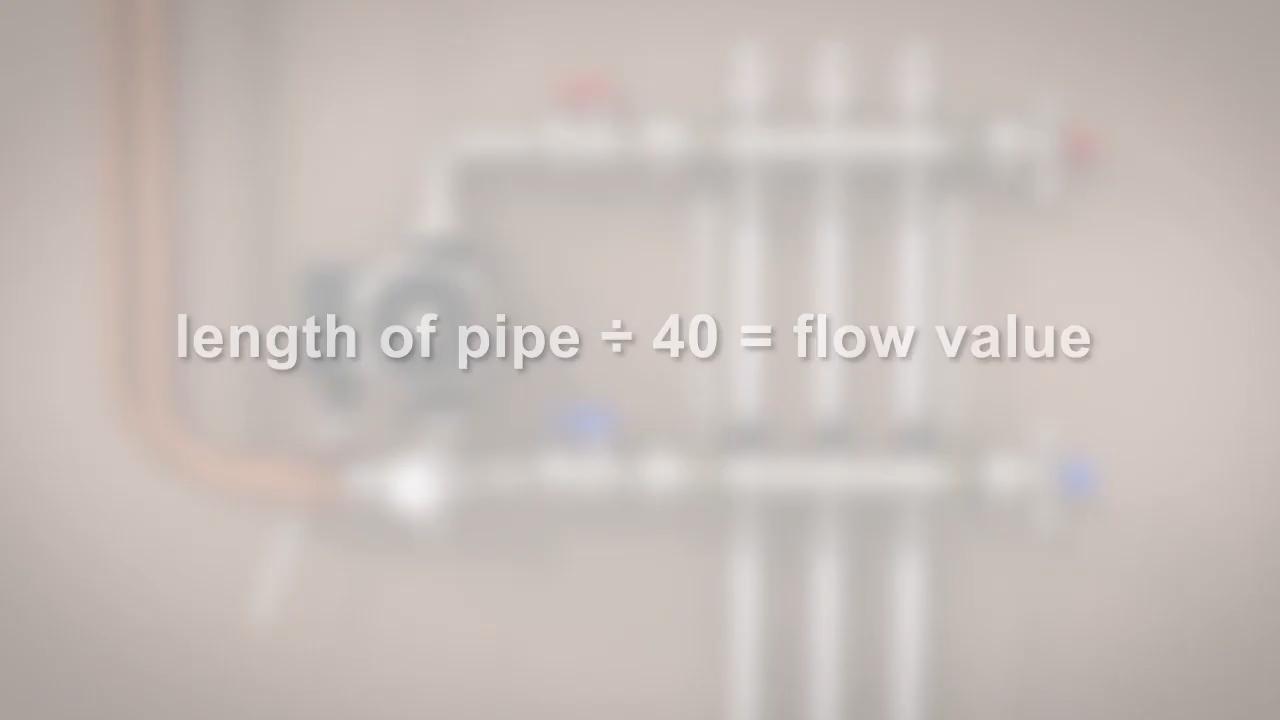 length of pipe ÷ 40 = flow value